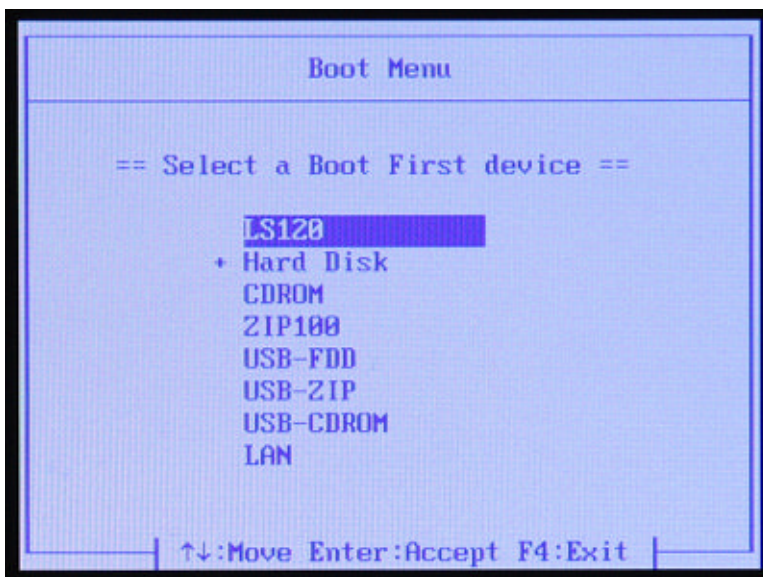 Boot Menu
== Select a Boot First device ==
LS120
+ Hard Disk
CDROM
ZIP100
USB-FDD
USB-ZIP
USB-CDROM
LAN
↑↓:Move Enter:Accept F4:Exit